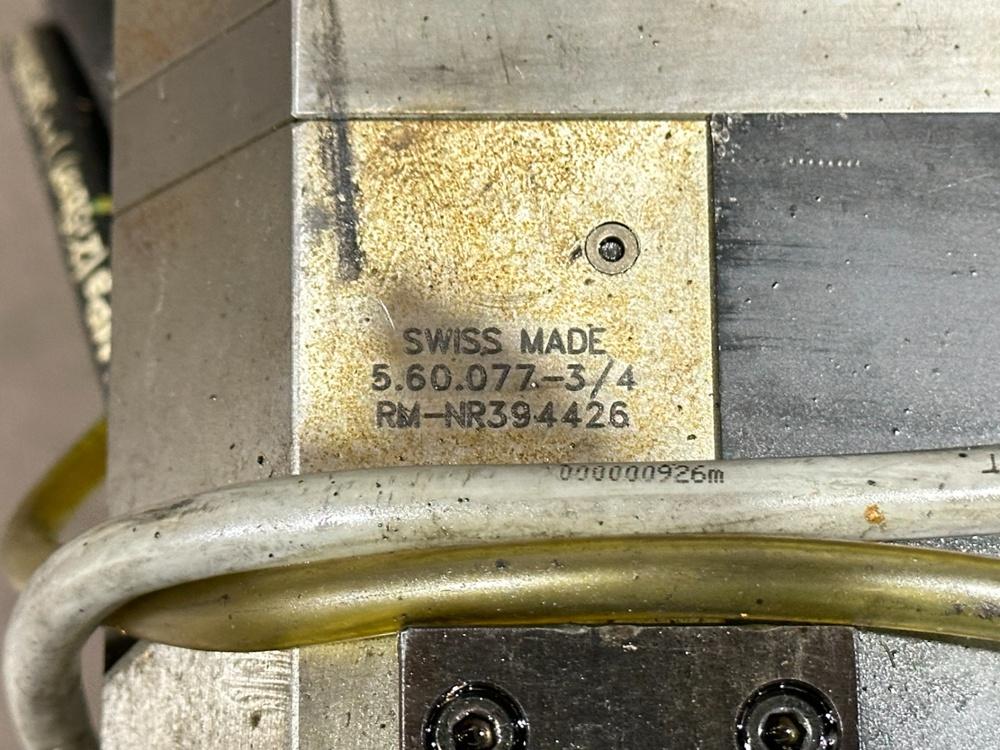 SWISS MADE
5.60.077-3/4
RM-NR394426
000000926m